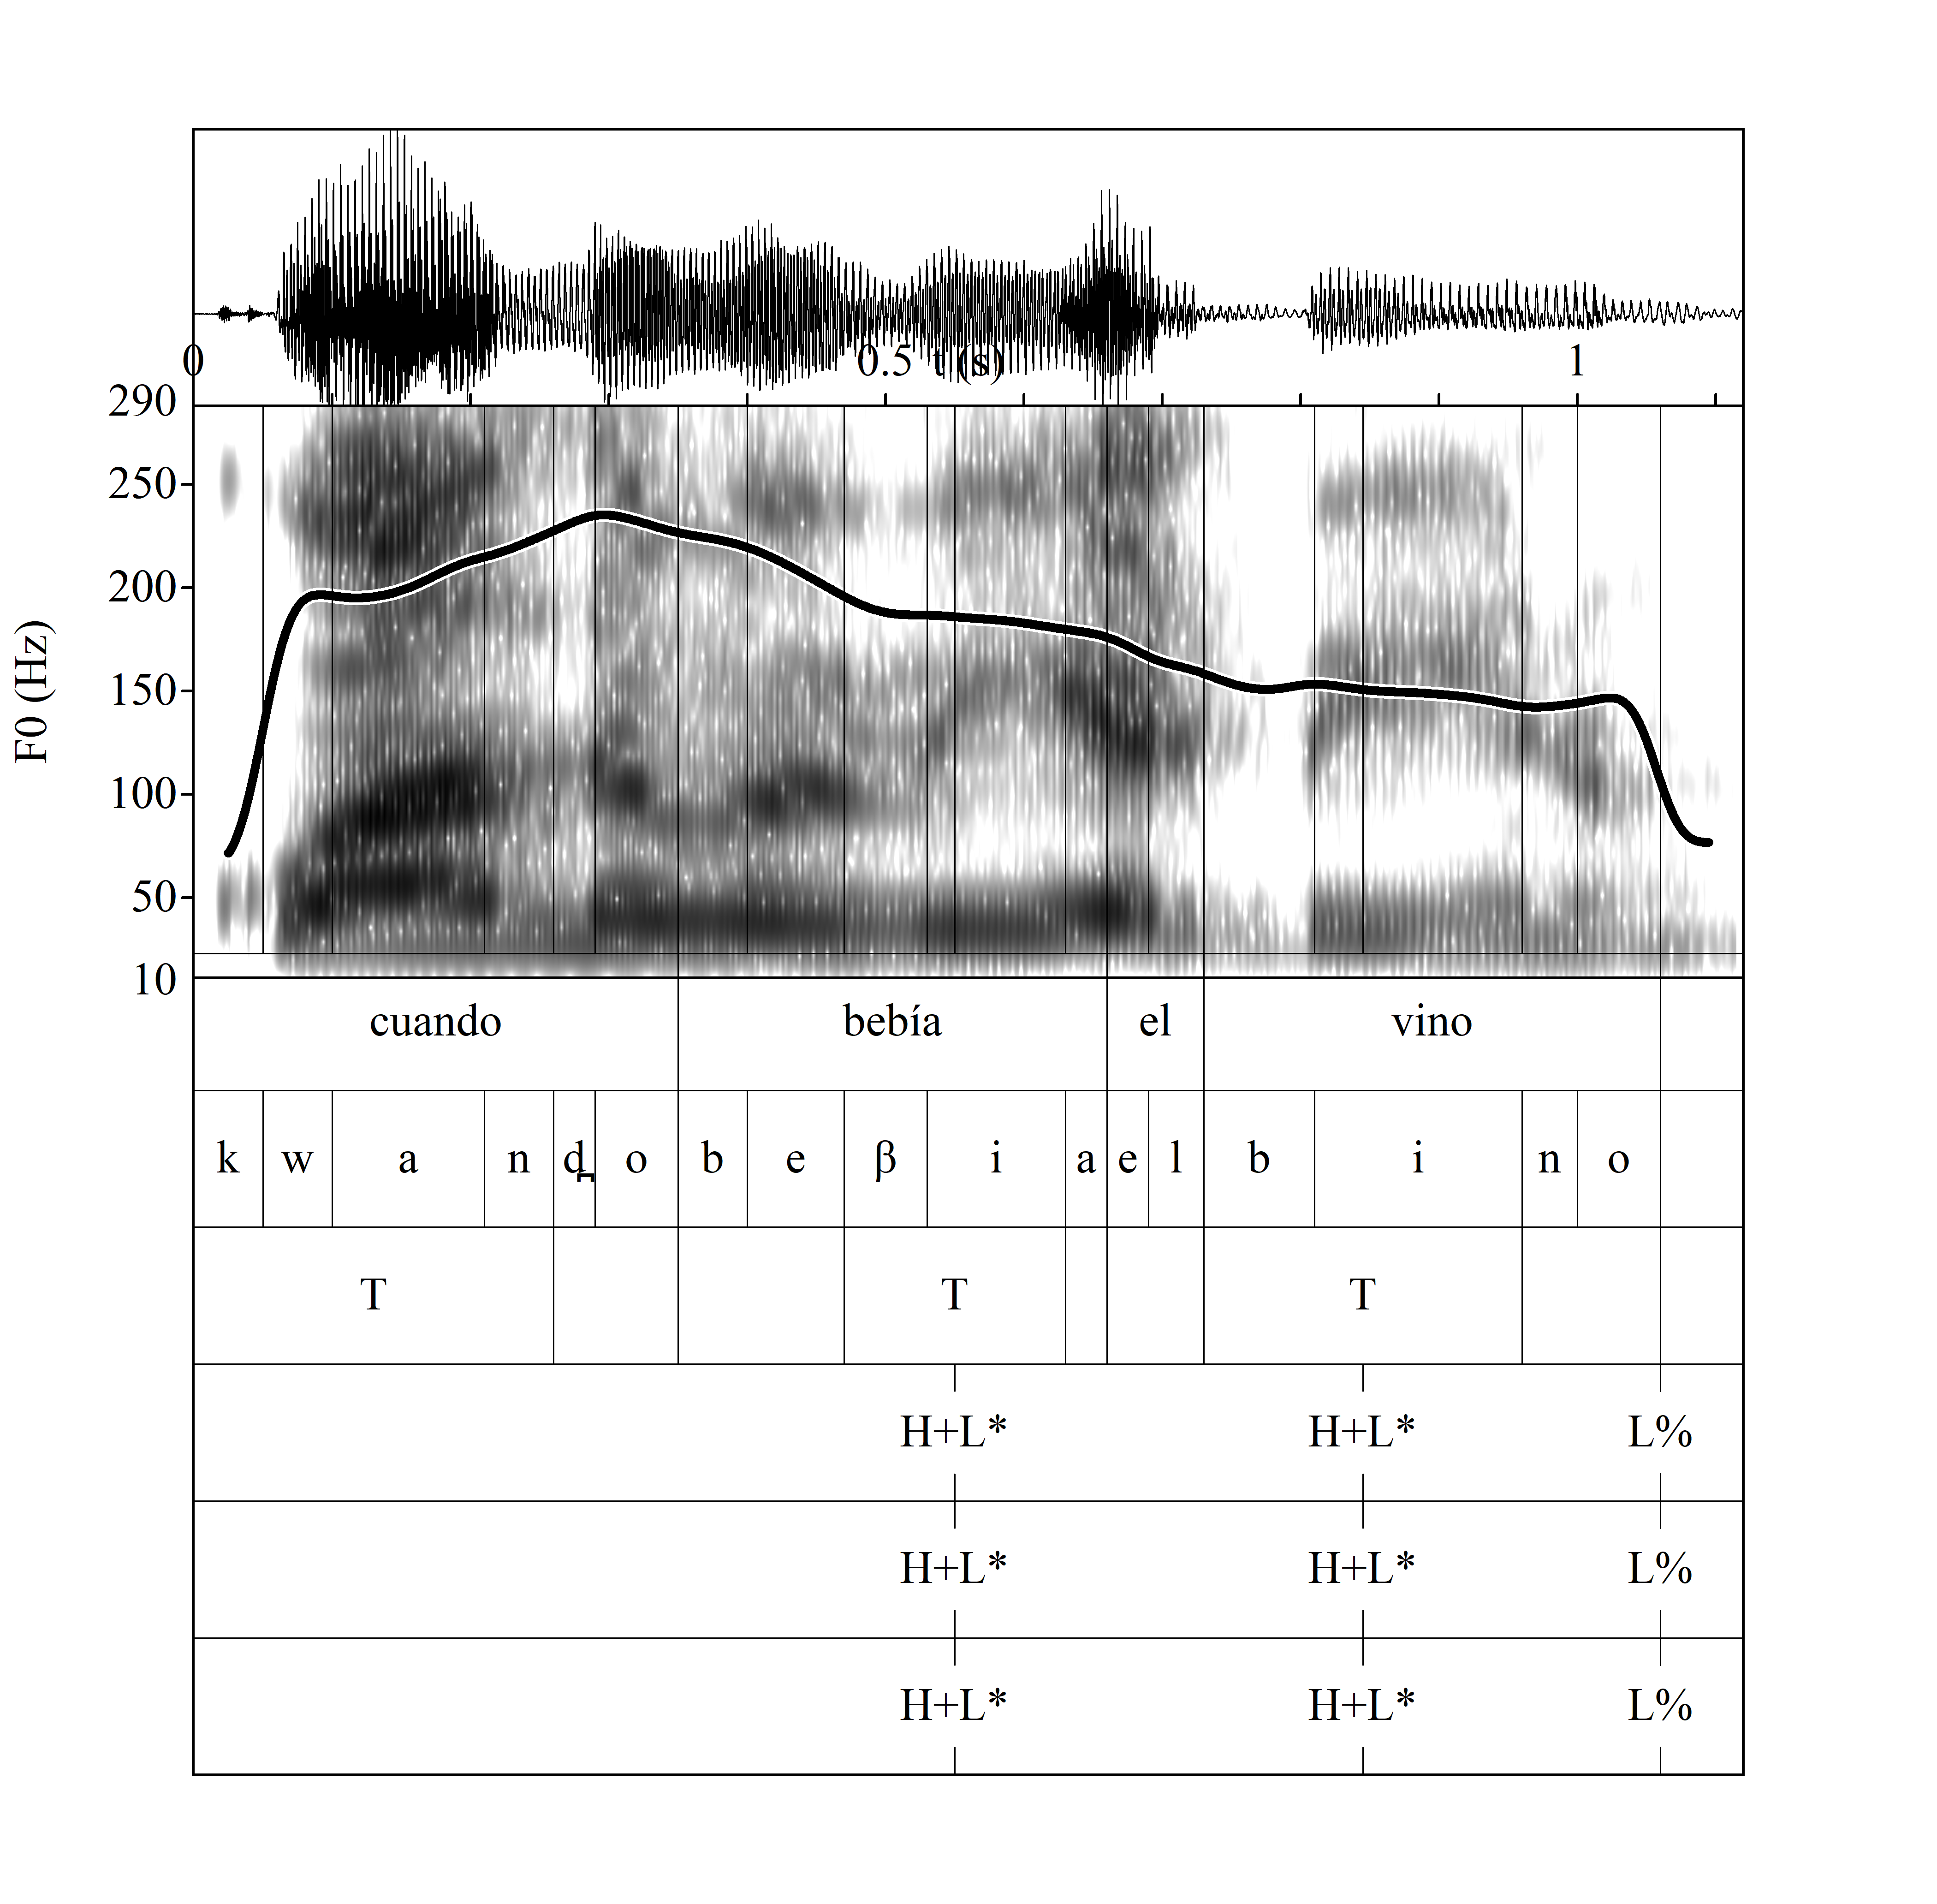 0 0.5 t (s) 1
290
250
200
150
100
50
10
F0 (Hz)
cuando bebía el vino
k w a n d̪ o b e β i a e l b i n o
T T T
H+L* H+L* L%
H+L* H+L* L%
H+L* H+L* L%